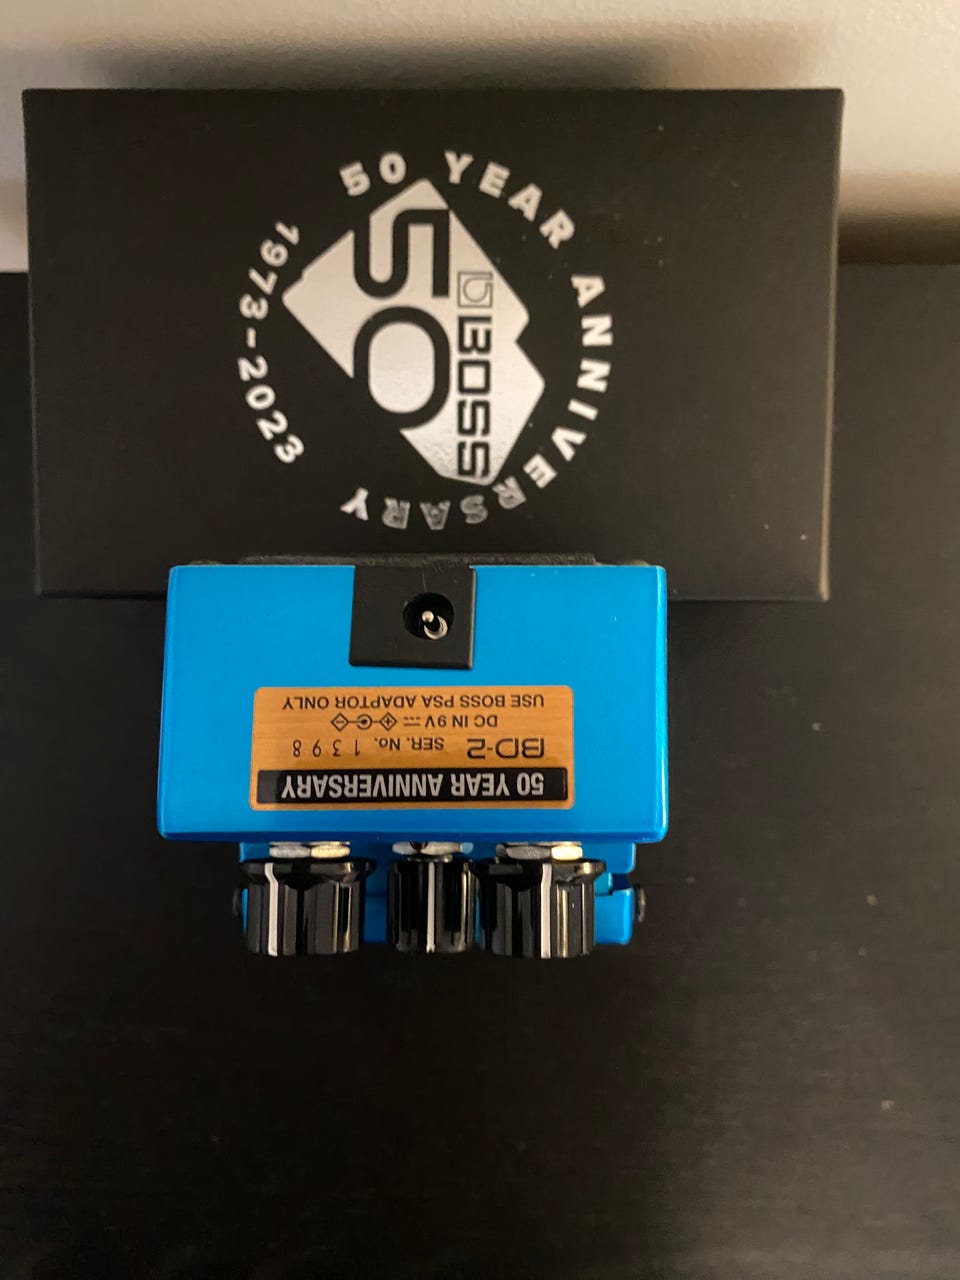 50 YEAR ANNIVERSARY
1973-2023
50
BOSS
50 YEAR ANNIVERSARY
BD-2 SER. No. 1398
DC IN 9V
USE BOSS PSA ADAPTOR ONLY